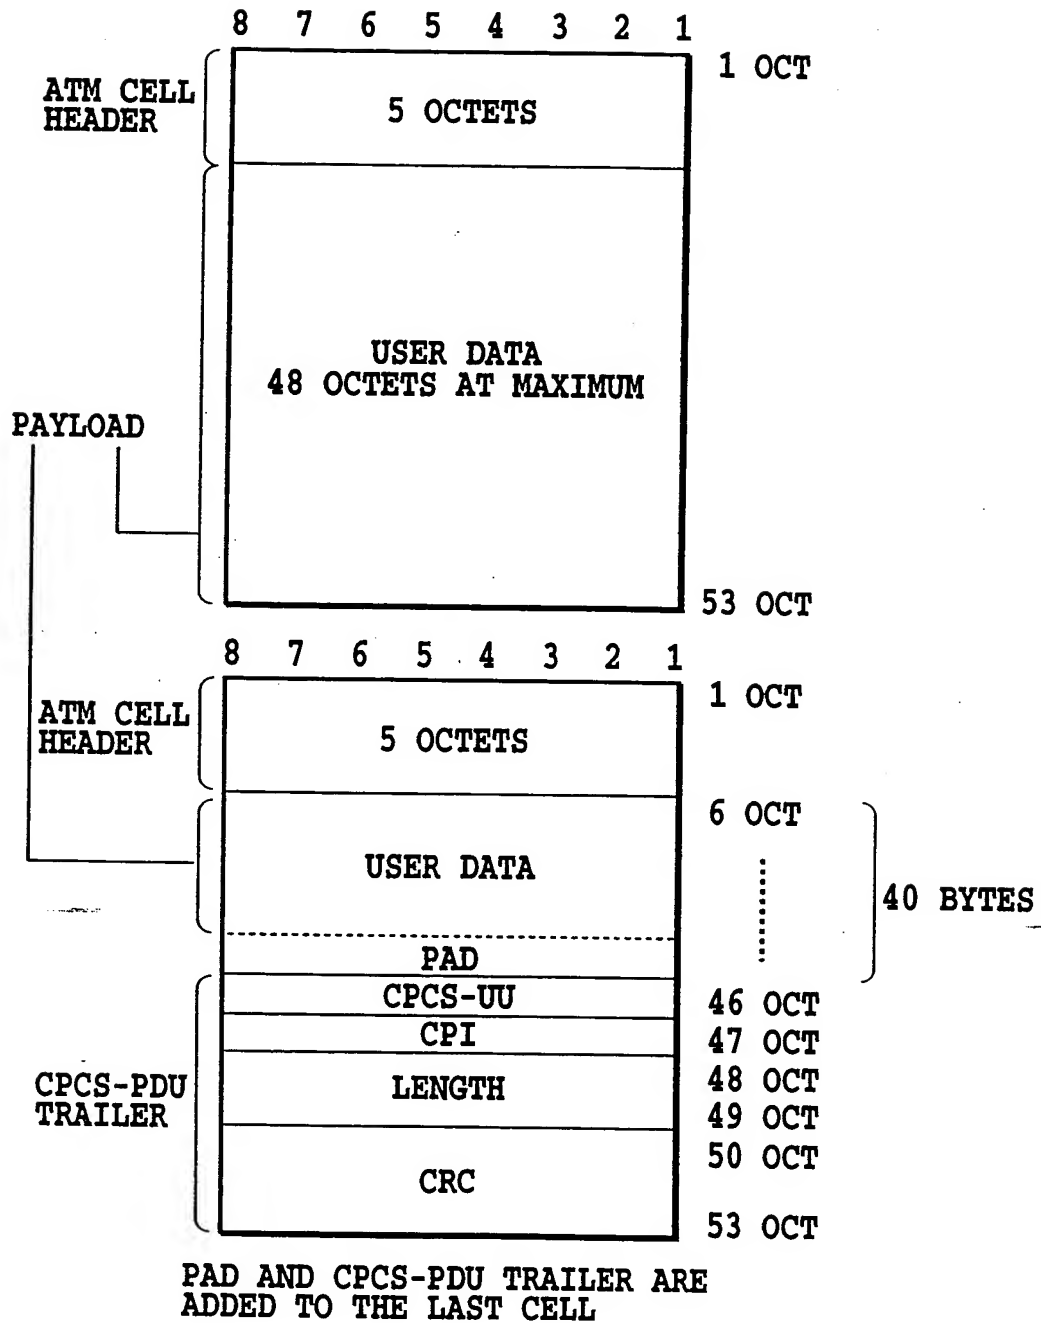 8 7 6 5 4 3 2 1
1 OCT
ATM CELL
HEADER
5 OCTETS
USER DATA
48 OCTETS AT MAXIMUM
PAYLOAD
53 OCT
8 7 6 5 4 3 2 1
1 OCT
ATM CELL
HEADER
5 OCTETS
6 OCT
USER DATA
40 BYTES
PAD
CPCS-UU
46 OCT
CPI
47 OCT
CPCS-PDU
TRAILER
LENGTH
48 OCT
49 OCT
50 OCT
CRC
53 OCT
PAD AND CPCS-PDU TRAILER ARE
ADDED TO THE LAST CELL